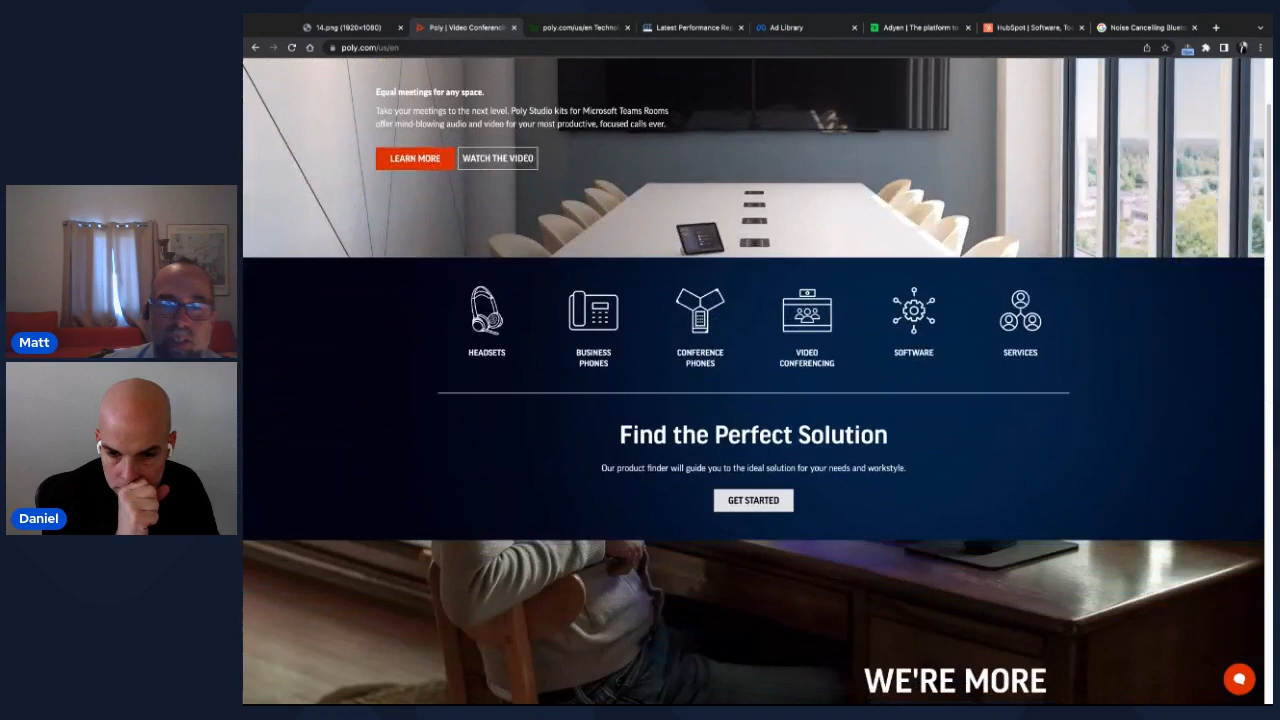 14.png (1920×1080)
Poly | Video Conferenc
poly.com/us/en Technol
Latest Performance Rep
Ad Library
Adyen | The platform to
HubSpot | Software, Too
Noise Cancelling Blueto
poly.com/us/en
Equal meetings for any space.
Take your meetings to the next level. Poly Studio kits for Microsoft Teams Rooms
offer mind-blowing audio and video for your most productive, focused calls ever.
LEARN MORE
WATCH THE VIDEO
HEADSETS
BUSINESS
PHONES
CONFERENCE
PHONES
VIDEO
CONFERENCING
SOFTWARE
SERVICES
Find the Perfect Solution
Our product finder will guide you to the ideal solution for your needs and workstyle.
GET STARTED
WE'RE MORE
Matt
Daniel